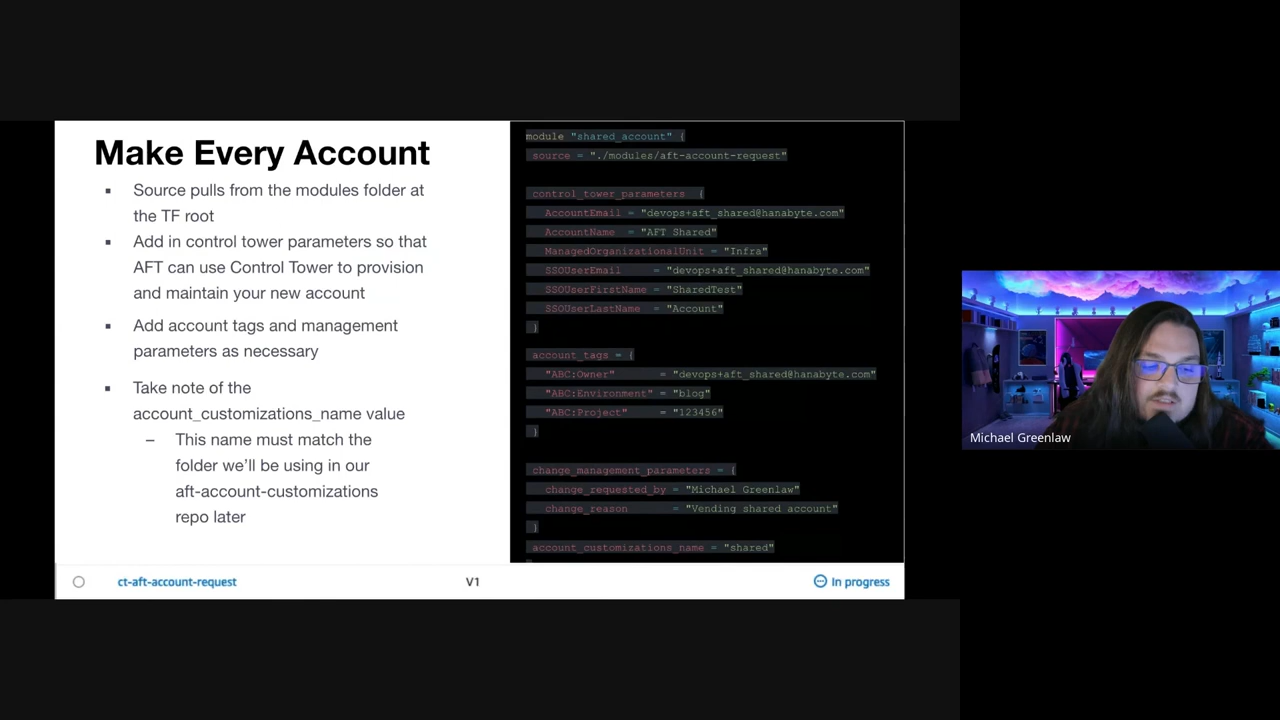 Make Every Account
▪ Source pulls from the modules folder at
the TF root
▪ Add in control tower parameters so that
AFT can use Control Tower to provision
and maintain your new account
▪ Add account tags and management
parameters as necessary
▪ Take note of the
account_customizations_name value
– This name must match the
folder we'll be using in our
aft-account-customizations
repo later
module "shared_account" {
source = "./modules/aft-account-request"
control_tower_parameters {
AccountEmail = "devops+aft_shared@hanabyte.com"
AccountName = "AFT Shared"
ManagedOrganizationalUnit = "Infra"
SSOUserEmail = "devops+aft_shared@hanabyte.com"
SSOUserFirstName = "SharedTest"
SSOUserLastName = "Account"
}
account_tags = {
"ABC:Owner" = "devops+aft_shared@hanabyte.com"
"ABC:Environment" = "blog"
"ABC:Project" = "123456"
}
change_management_parameters = {
change_requested_by = "Michael Greenlaw"
change_reason = "Vending shared account"
}
account_customizations_name = "shared"
ct-aft-account-request V1 In progress
Michael Greenlaw